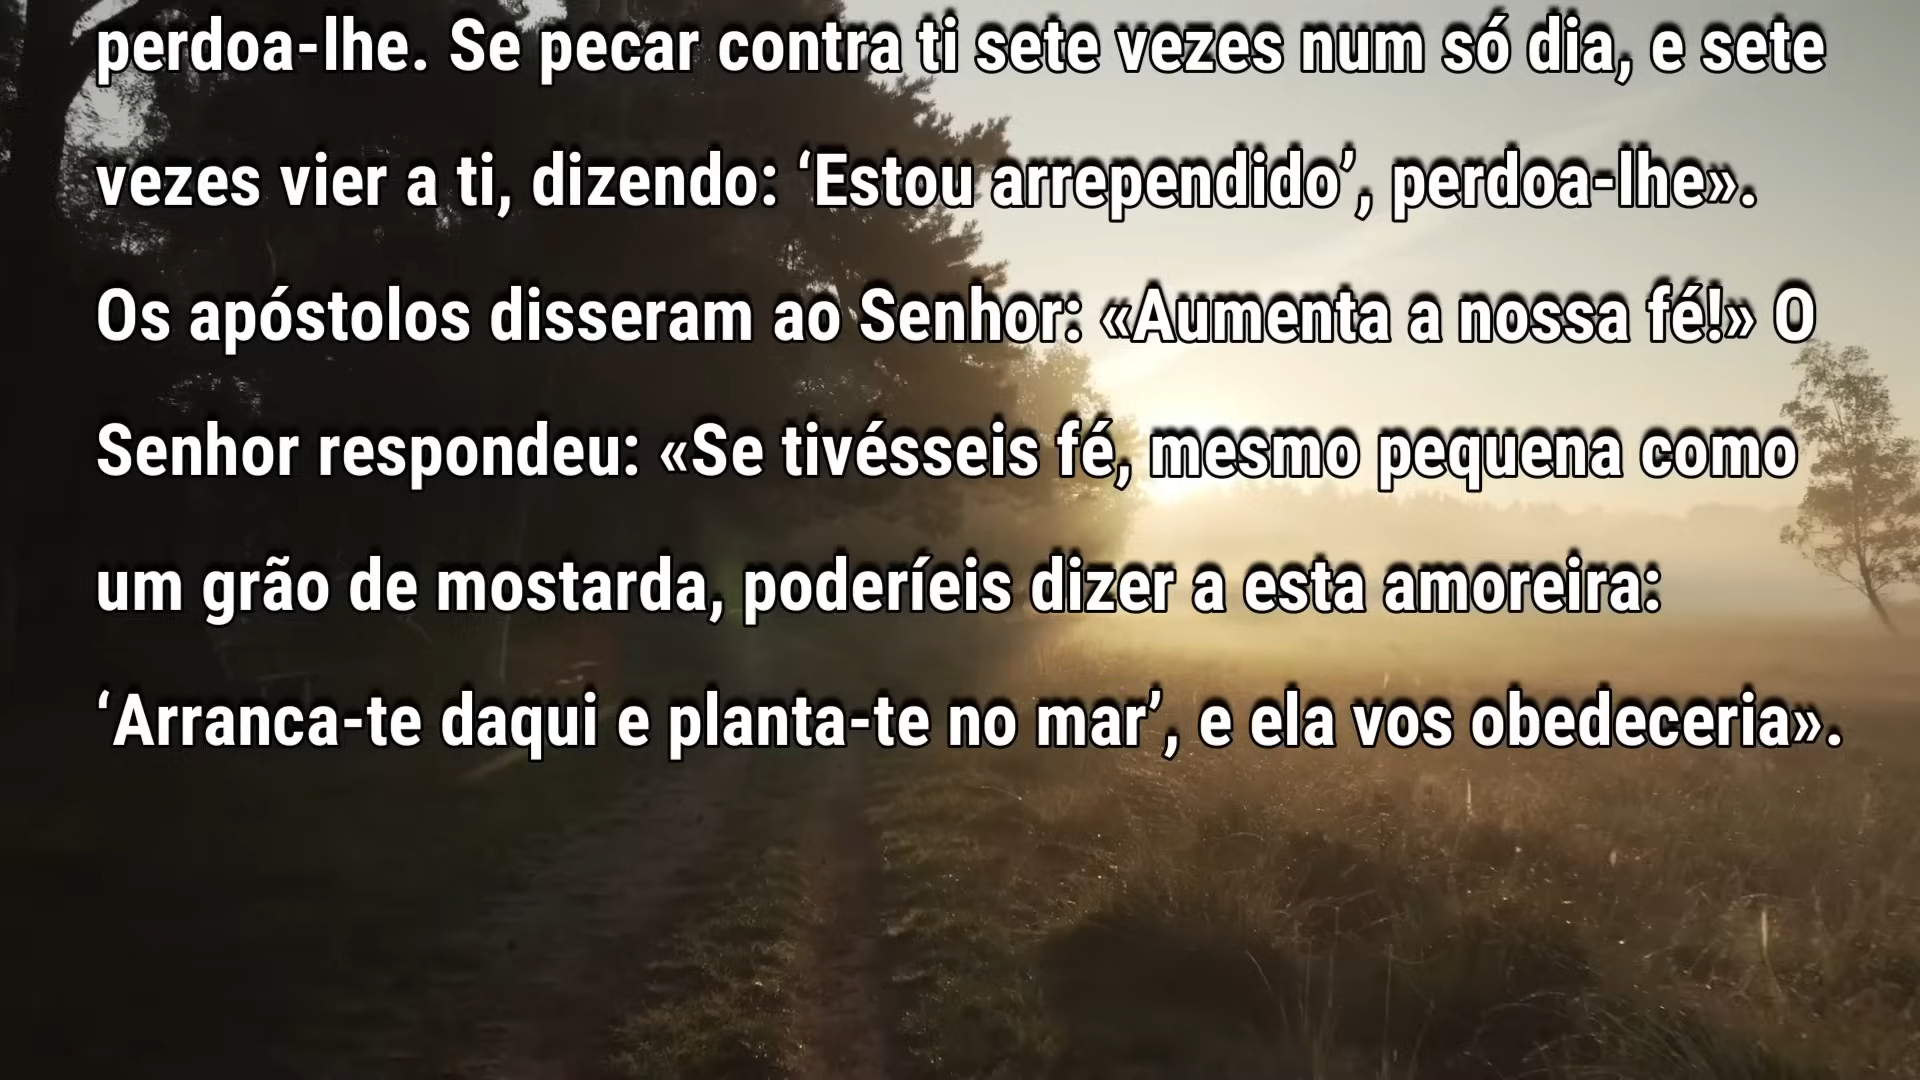 perdoa-lhe. Se pecar contra ti sete vezes num só dia, e sete
vezes vier a ti, dizendo: ‘Estou arrependido’, perdoa-lhe».
Os apóstolos disseram ao Senhor: «Aumenta a nossa fé!» O
Senhor respondeu: «Se tivésseis fé, mesmo pequena como
um grão de mostarda, poderíeis dizer a esta amoreira:
‘Arranca-te daqui e planta-te no mar’, e ela vos obedeceria».